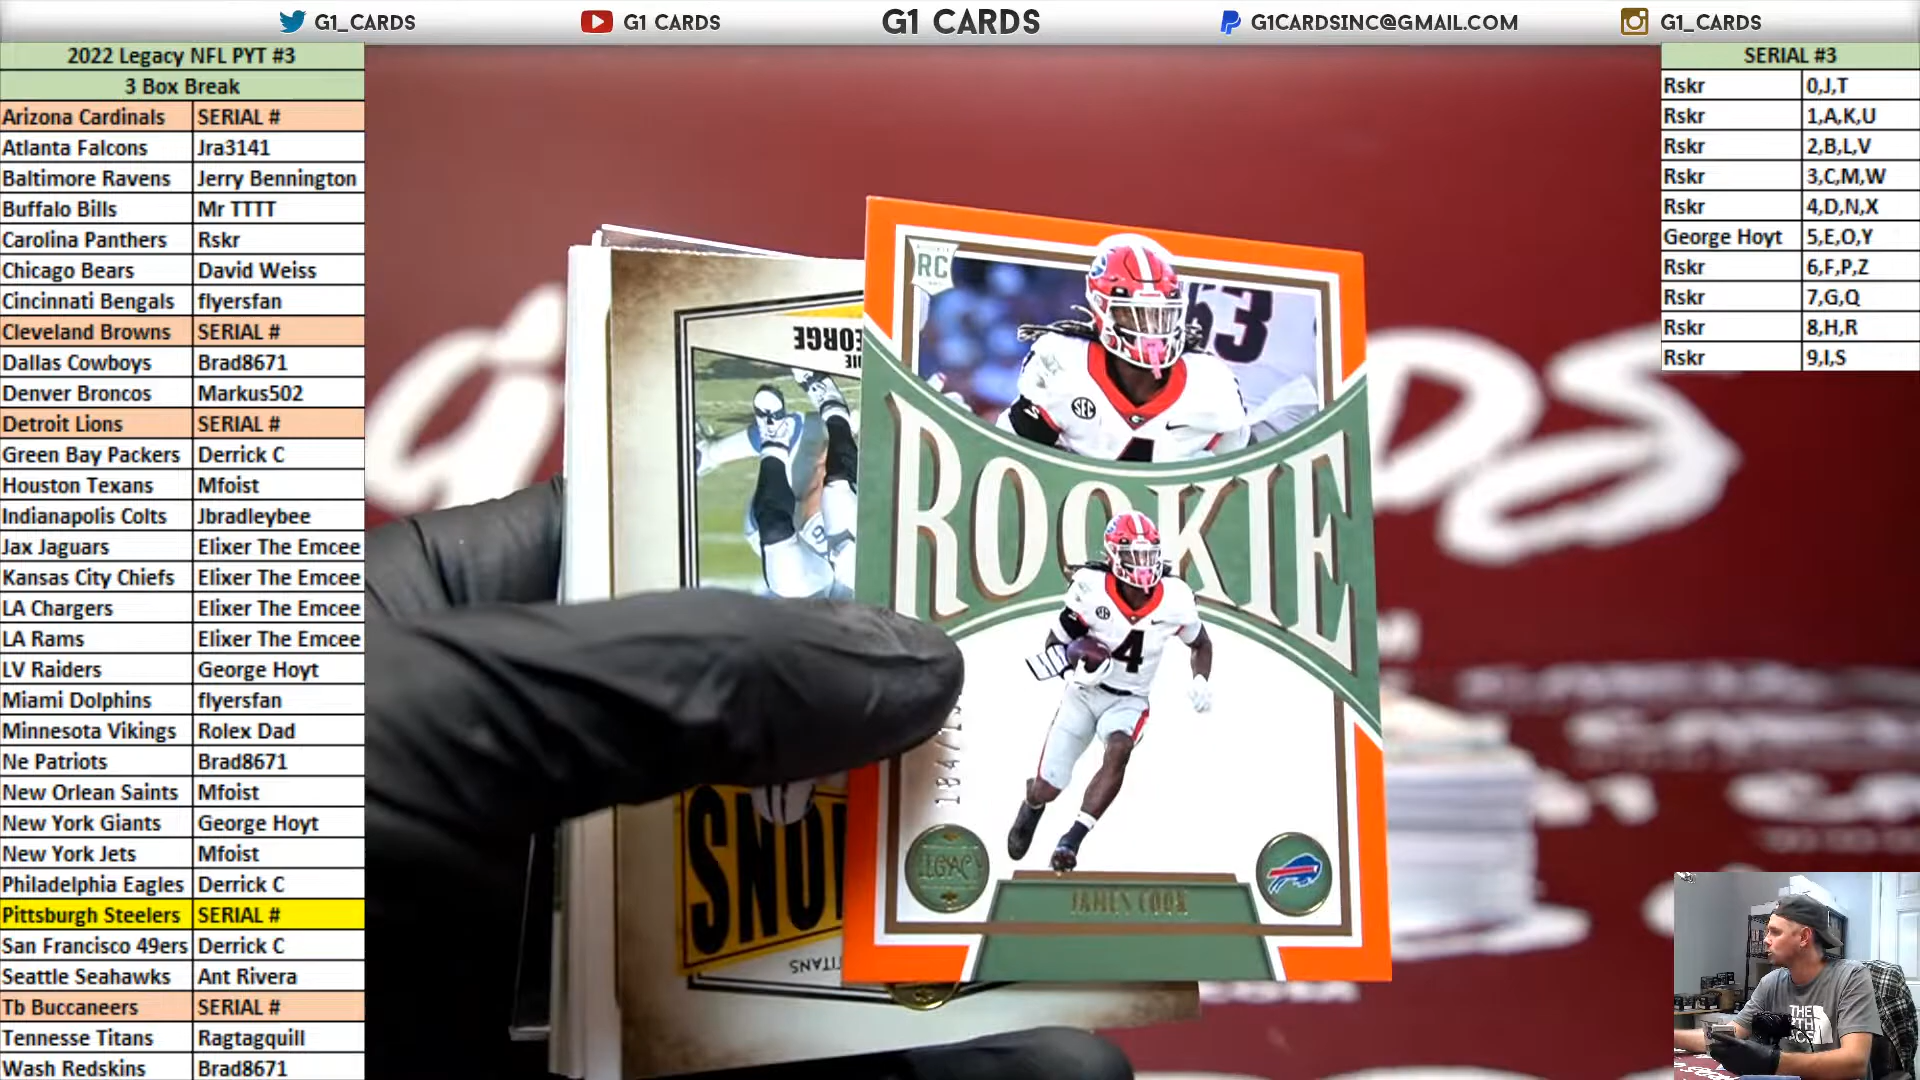 G1_CARDS
G1 CARDS
G1 CARDS
G1CARDSINC@GMAIL.COM
G1_CARDS
2022 Legacy NFL PYT #3
3 Box Break
Arizona Cardinals SERIAL #
Atlanta Falcons Jra3141
Baltimore Ravens Jerry Bennington
Buffalo Bills Mr TTTT
Carolina Panthers Rskr
Chicago Bears David Weiss
Cincinnati Bengals flyersfan
Cleveland Browns SERIAL #
Dallas Cowboys Brad8671
Denver Broncos Markus502
Detroit Lions SERIAL #
Green Bay Packers Derrick C
Houston Texans Mfoist
Indianapolis Colts Jbradleybee
Jax Jaguars Elixer The Emcee
Kansas City Chiefs Elixer The Emcee
LA Chargers Elixer The Emcee
LA Rams Elixer The Emcee
LV Raiders George Hoyt
Miami Dolphins flyersfan
Minnesota Vikings Rolex Dad
Ne Patriots Brad8671
New Orlean Saints Mfoist
New York Giants George Hoyt
New York Jets Mfoist
Philadelphia Eagles Derrick C
Pittsburgh Steelers SERIAL #
San Francisco 49ers Derrick C
Seattle Seahawks Ant Rivera
Tb Buccaneers SERIAL #
Tennesse Titans Ragtagquill
Wash Redskins Brad8671
SERIAL #3
Rskr 0,J,T
Rskr 1,A,K,U
Rskr 2,B,L,V
Rskr 3,C,M,W
Rskr 4,D,N,X
George Hoyt 5,E,O,Y
Rskr 6,F,P,Z
Rskr 7,G,Q
Rskr 8,H,R
Rskr 9,I,S
RC
53
SEC
4
ROOKIE
4
LEGACY
JAMES COOK
THE